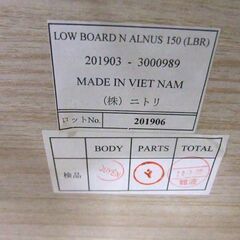 LOW BOARD N ALNUS 150 (LBR)
201903 - 3000989
MADE IN VIET NAM
（株）ニトリ
ロットNo. 201906
BODY PARTS TOTAL
検品